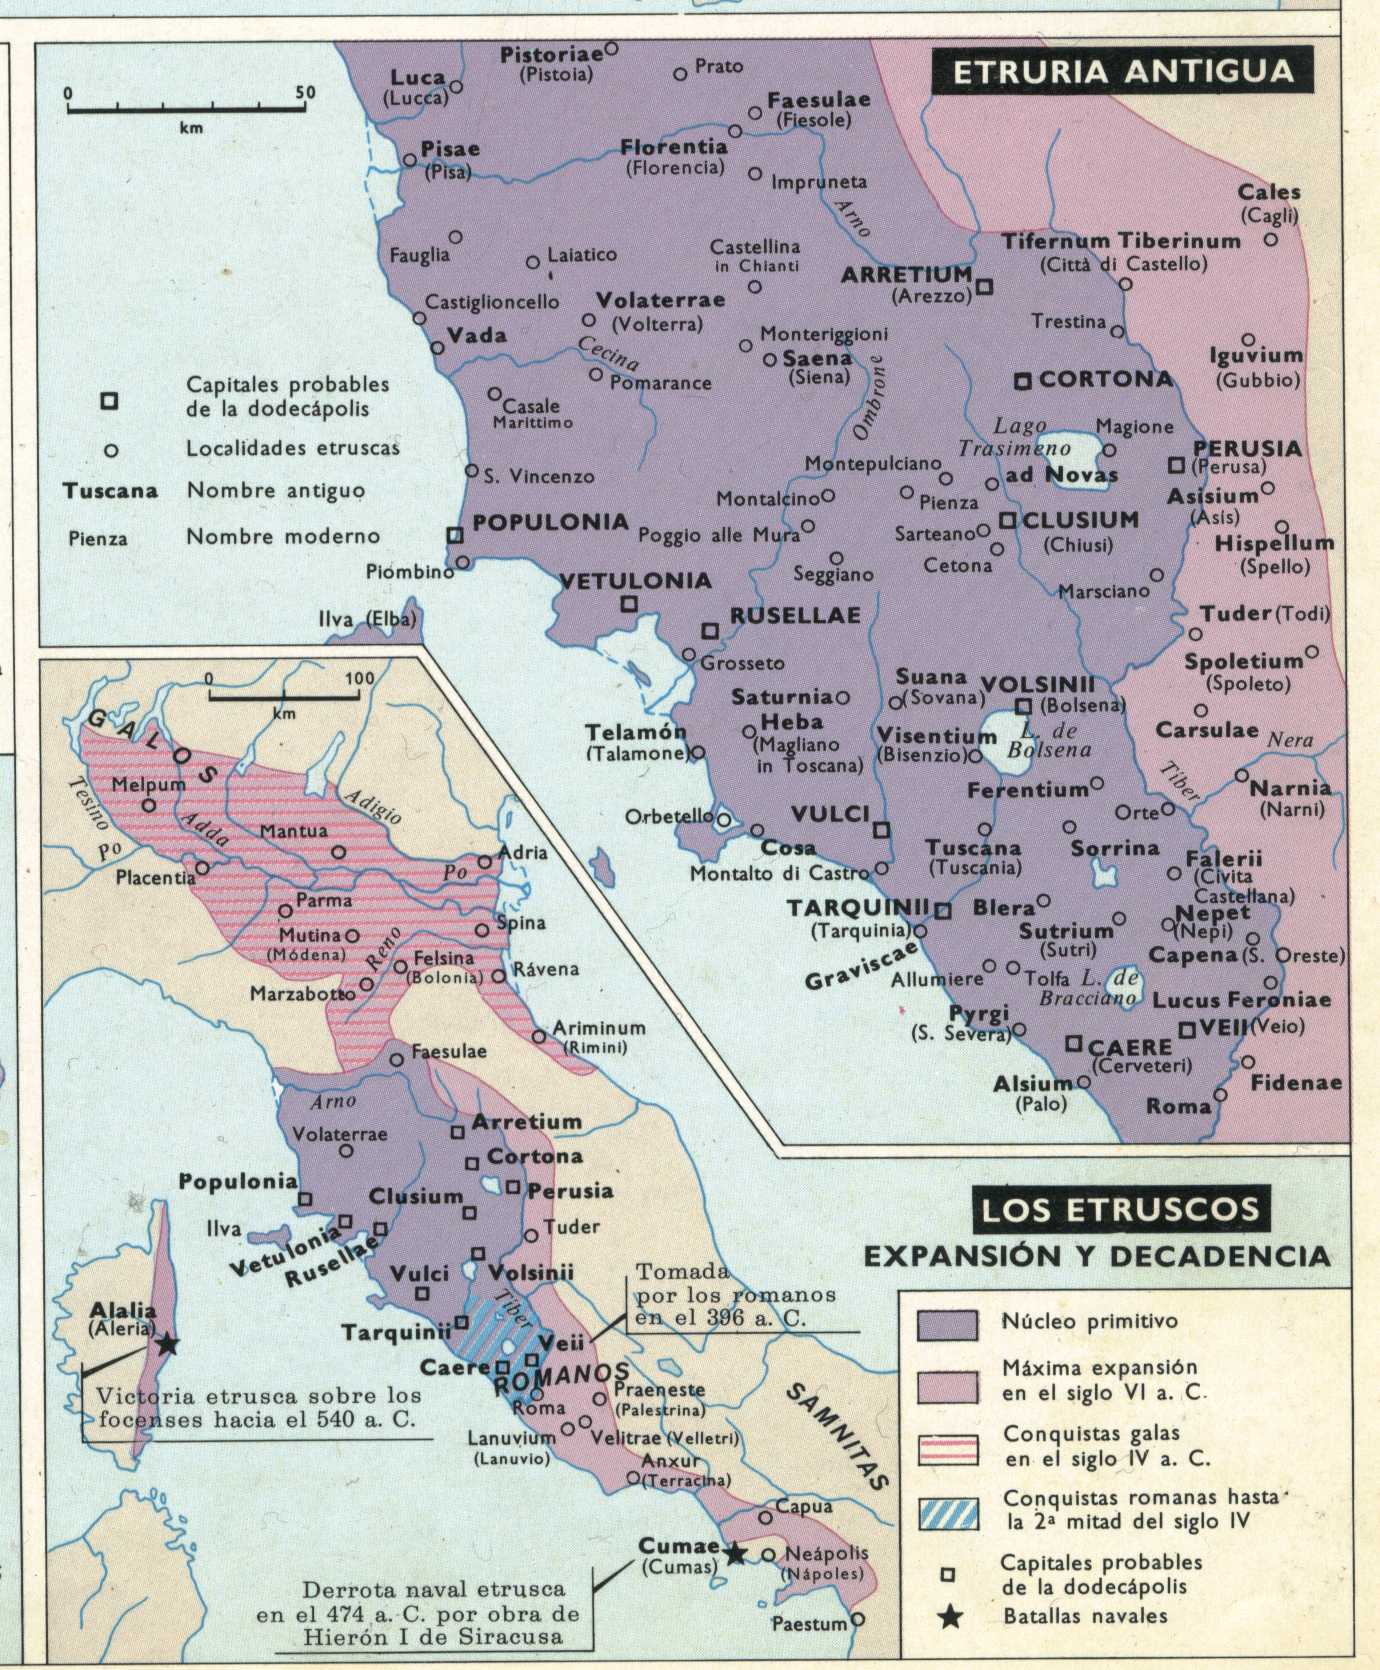 ETRURIA ANTIGUA
0 50
km
Pistoriae
(Pistoia)
Prato
Luca
(Lucca)
Faesulae
(Fiesole)
Pisae
(Pisa)
Florentia
(Florencia)
Impruneta
Arno
Cales
(Cagli)
Fauglia
Laiatico
Castellina
in Chianti
Tifernum Tiberinum
(Città di Castello)
ARRETIUM
(Arezzo)
Castiglioncello
Volaterrae
(Volterra)
Trestina
Vada
Cecina
Monteriggioni
Saena
(Siena)
Ombrone
Iguvium
(Gubbio)
Pomarance
CORTONA
Casale
Marittimo
Lago
Trasimeno
Magione
Capitales probables
de la dodecápolis
Localidades etruscas
Tuscana Nombre antiguo
Pienza Nombre moderno
S. Vincenzo
Montepulciano
ad Novas
PERUSIA
(Perusa)
Montalcino
Pienza
Asisium
(Asis)
POPULONIA
Poggio alle Mura
Sarteano
CLUSIUM
(Chiusi)
Hispellum
(Spello)
Piombino
Seggiano
Cetona
Marsciano
VETULONIA
Ilva (Elba)
RUSELLAE
Tuder (Todi)
Grosseto
Spoletium
(Spoleto)
Saturnia
Suana
(Sovana)
VOLSINII
(Bolsena)
Heba
(Magliano
in Toscana)
Telamón
(Talamone)
Visentium
(Bisenzio)
L. de
Bolsena
Carsulae
Nera
Tiber
Ferentium
Narnia
(Narni)
Orbetello
VULCI
Orte
Cosa
Tuscana
(Tuscania)
Sorrina
Falerii
(Civita
Castellana)
Montalto di Castro
TARQUINII
(Tarquinia)
Blera
Sutrium
(Sutri)
Nepet
(Nepi)
Graviscae
Capena (S. Oreste)
Allumiere
Tolfa
L. de
Bracciano
Lucus Feroniae
Pyrgi
(S. Severa)
VEII (Veio)
CAERE
(Cerveteri)
Alsium
(Palo)
Fidenae
Roma
0 100
km
GALOS
Melpum
Tesino
Adda
Adigio
Mantua
Po
Placentia
Po
Adria
Parma
Spina
Mutina
(Módena)
Reno
Felsina
(Bolonia)
Rávena
Marzabotto
Ariminum
(Rimini)
Faesulae
Arno
Arretium
Volaterrae
Cortona
Populonia
Clusium
Perusia
Ilva
Tuder
Vetulonia
Rusellae
Vulci
Volsinii
Tiber
Tomada
por los romanos
en el 396 a. C.
Alalia
(Aleria)
Tarquinii
Veii
Caere
ROMANOS
Victoria etrusca sobre los
focenses hacia el 540 a. C.
Roma
Praeneste
(Palestrina)
Lanuvium
(Lanuvio)
Velitrae (Velletri)
Anxur
(Terracina)
SAMNITAS
Capua
Cumae
(Cumas)
Neápolis
(Nápoles)
Derrota naval etrusca
en el 474 a. C. por obra de
Hierón I de Siracusa
Paestum
LOS ETRUSCOS
EXPANSIÓN Y DECADENCIA
Núcleo primitivo
Máxima expansión
en el siglo VI a. C.
Conquistas galas
en el siglo IV a. C.
Conquistas romanas hasta
la 2ª mitad del siglo IV
Capitales probables
de la dodecápolis
Batallas navales